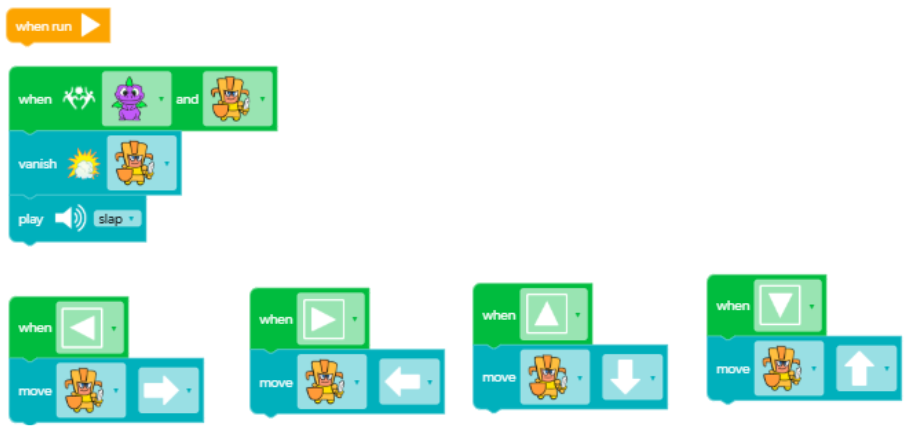 when run
when and
vanish
play slap
when
move
when
move
when
move
when
move